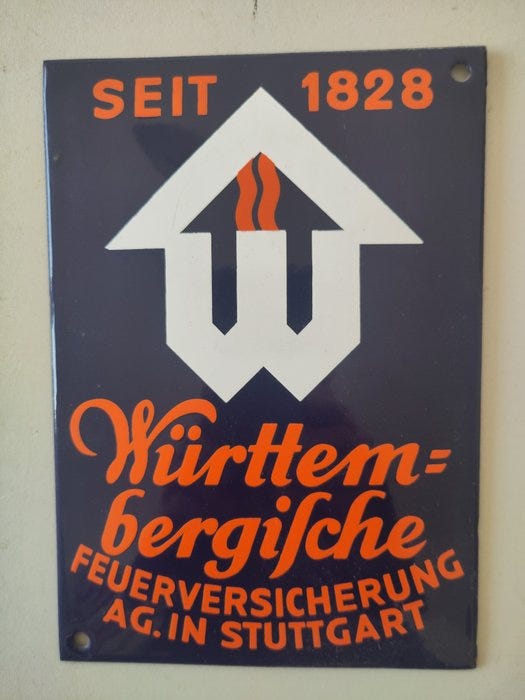 SEIT 1828
W
Württem=
bergiſche
FEUERVERSICHERUNG
AG. IN STUTTGART